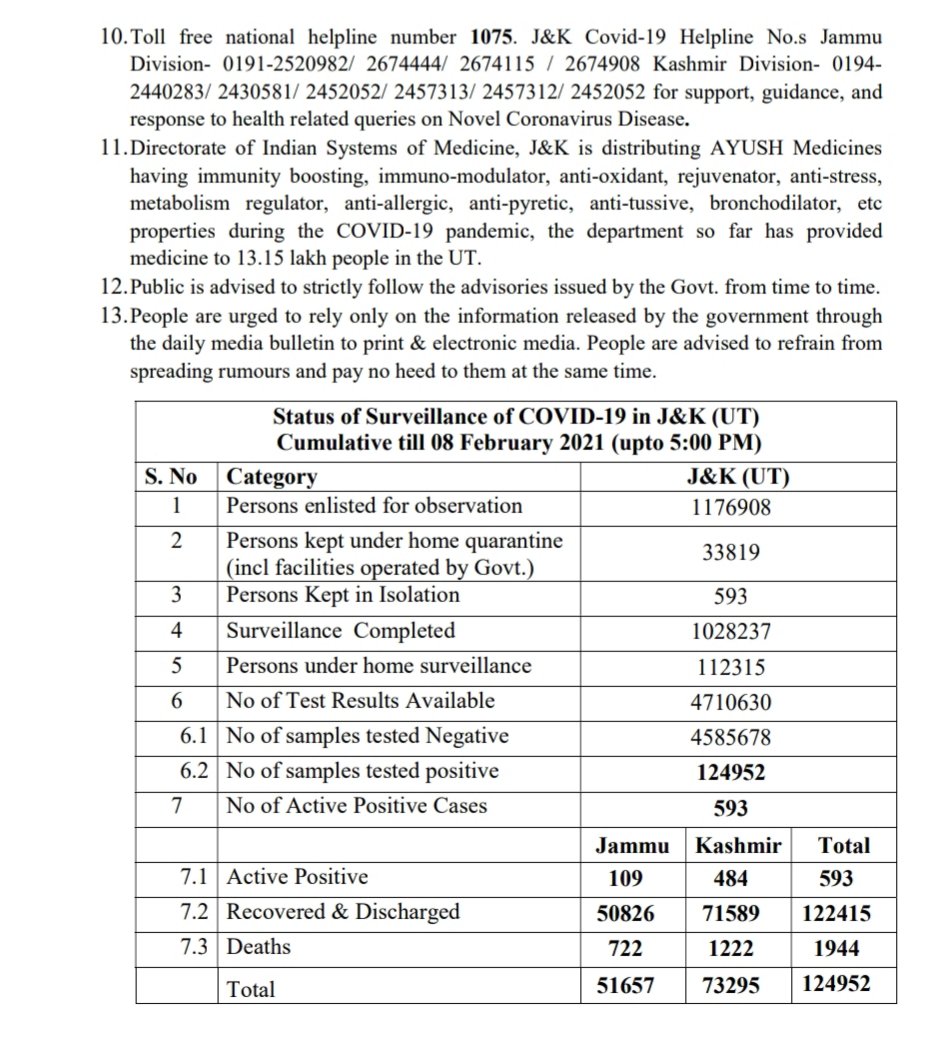 10.Toll free national helpline number 1075. J&K Covid-19 Helpline No.s Jammu
Division- 0191-2520982/ 2674444/ 2674115 / 2674908 Kashmir Division- 0194-
2440283/ 2430581/ 2452052/ 2457313/ 2457312/ 2452052 for support, guidance, and
response to health related queries on Novel Coronavirus Disease.
11.Directorate of Indian Systems of Medicine, J&K is distributing AYUSH Medicines
having immunity boosting, immuno-modulator, anti-oxidant, rejuvenator, anti-stress,
metabolism regulator, anti-allergic, anti-pyretic, anti-tussive, bronchodilator, etc
properties during the COVID-19 pandemic, the department so far has provided
medicine to 13.15 lakh people in the UT.
12.Public is advised to strictly follow the advisories issued by the Govt. from time to time.
13.People are urged to rely only on the information released by the government through
the daily media bulletin to print & electronic media. People are advised to refrain from
spreading rumours and pay no heed to them at the same time.
Status of Surveillance of COVID-19 in J&K (UT)
Cumulative till 08 February 2021 (upto 5:00 PM)
S. No Category J&K (UT)
1 Persons enlisted for observation 1176908
2 Persons kept under home quarantine
(incl facilities operated by Govt.) 33819
3 Persons Kept in Isolation 593
4 Surveillance Completed 1028237
5 Persons under home surveillance 112315
6 No of Test Results Available 4710630
6.1 No of samples tested Negative 4585678
6.2 No of samples tested positive 124952
7 No of Active Positive Cases 593
Jammu Kashmir Total
7.1 Active Positive 109 484 593
7.2 Recovered & Discharged 50826 71589 122415
7.3 Deaths 722 1222 1944
Total 51657 73295 124952